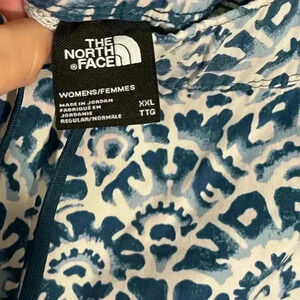 THE
NORTH
FACE
WOMENS/FEMMES
MADE IN JORDAN
FABRIQUÉ EN
JORDANIE
REGULAR/NORMALE
XXL
TTG